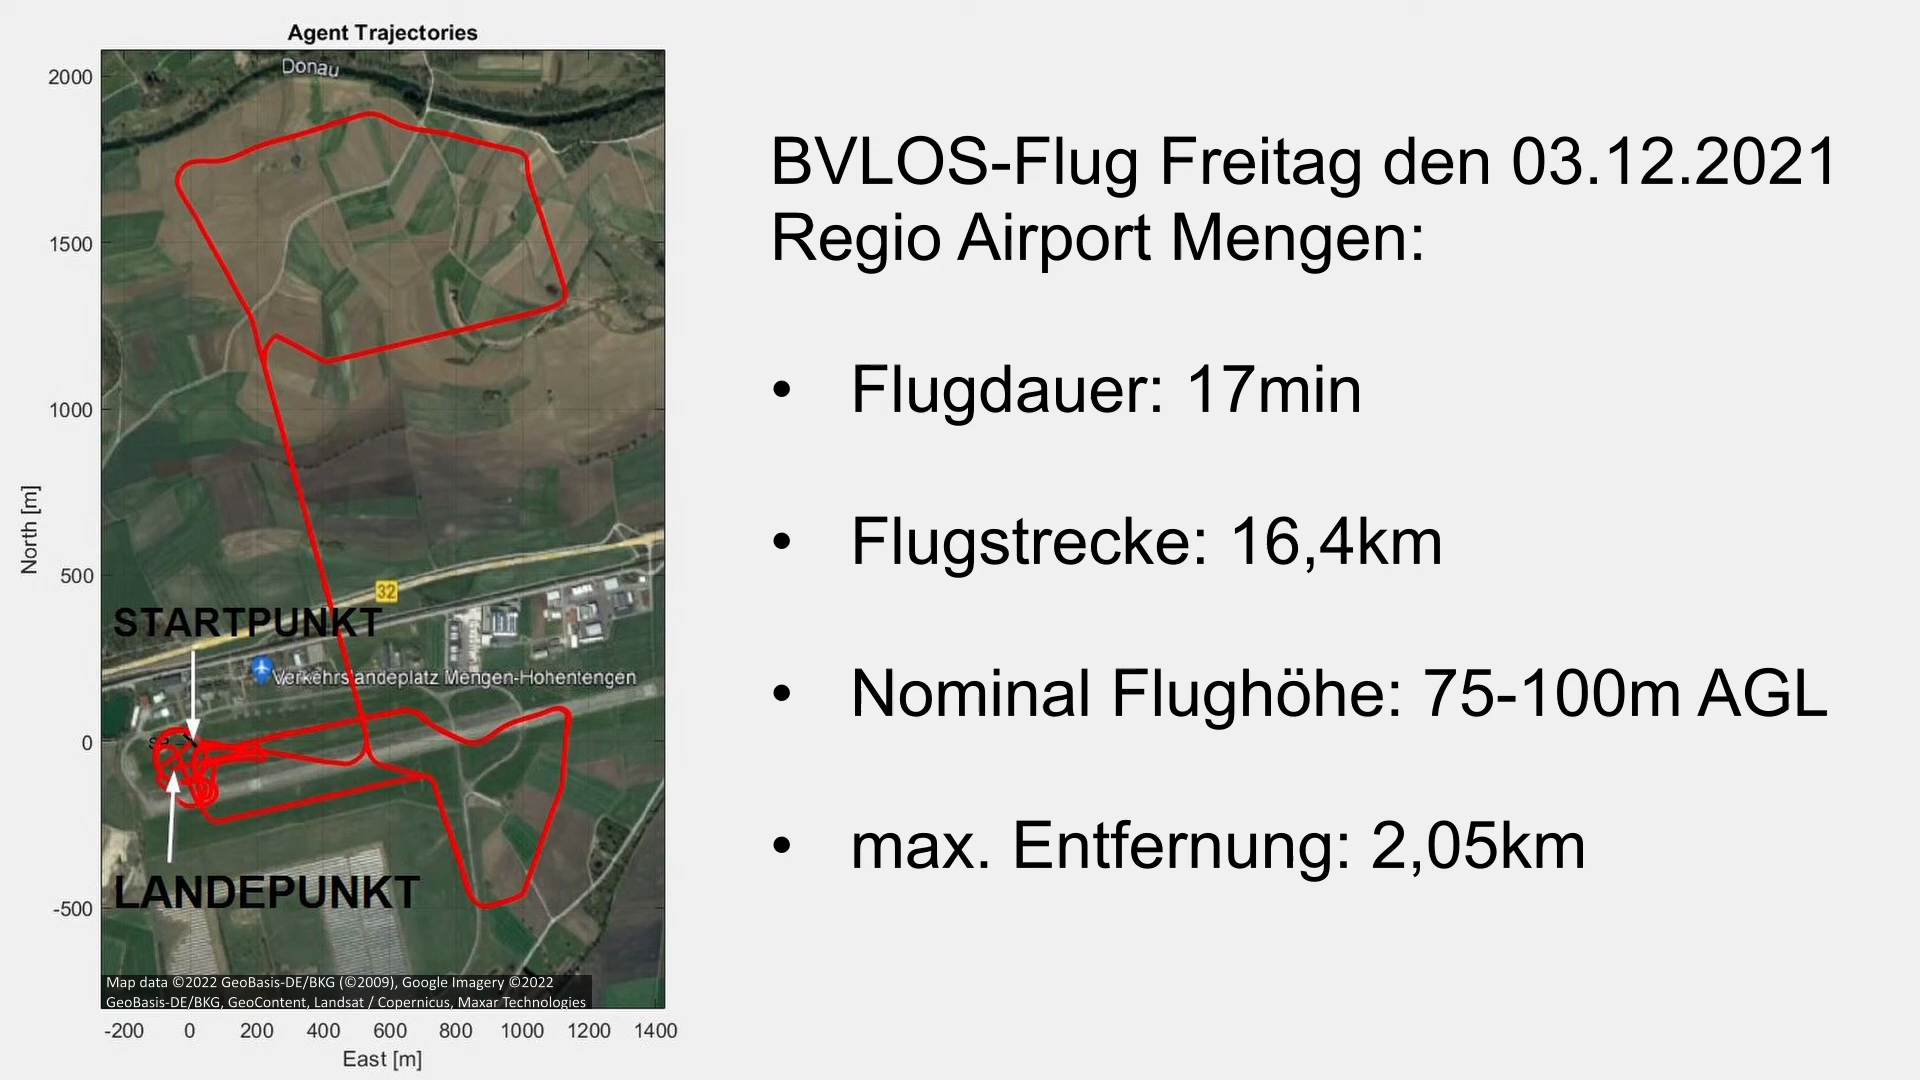 Agent Trajectories
2000
1500
1000
500
0
-500
North [m]
Donau
32
STARTPUNKT
Verkehrslandeplatz Mengen-Hohentengen
LANDEPUNKT
Map data ©2022 GeoBasis-DE/BKG (©2009), Google Imagery ©2022
GeoBasis-DE/BKG, GeoContent, Landsat / Copernicus, Maxar Technologies
-200 0 200 400 600 800 1000 1200 1400
East [m]
BVLOS-Flug Freitag den 03.12.2021
Regio Airport Mengen:
• Flugdauer: 17min
• Flugstrecke: 16,4km
• Nominal Flughöhe: 75-100m AGL
• max. Entfernung: 2,05km